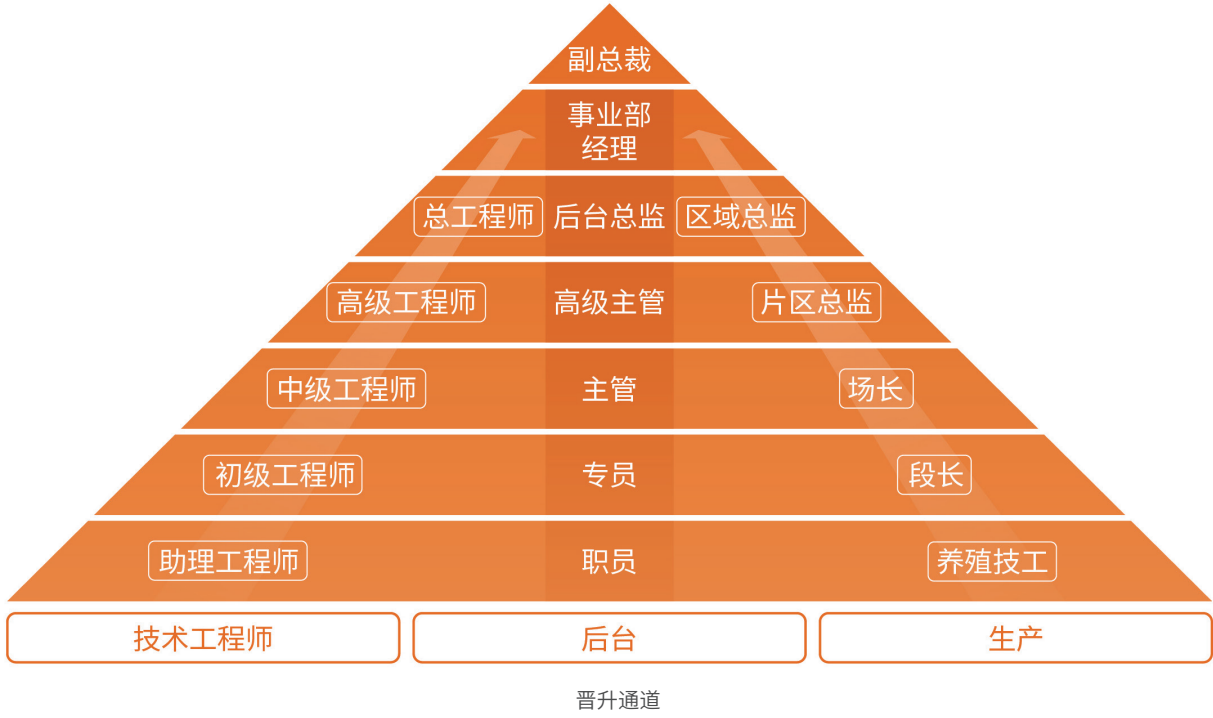 副总裁
事业部
经理
总工程师 后台总监 区域总监
高级工程师 高级主管 片区总监
中级工程师 主管 场长
初级工程师 专员 段长
助理工程师 职员 养殖技工
技术工程师 后台 生产
晋升通道